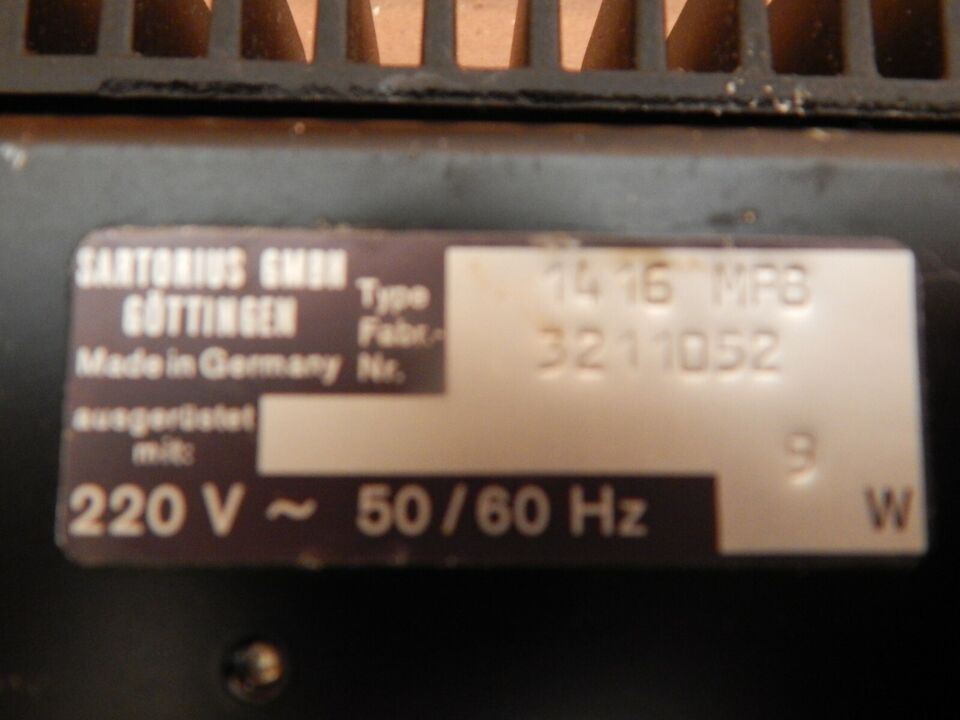 SARTORIUS GMBH
GÖTTINGEN
Made in Germany
Type 1416 MP8
Fabr.-
Nr. 3211052
ausgerüstet
mit:
9
220 V ~ 50/60 Hz W